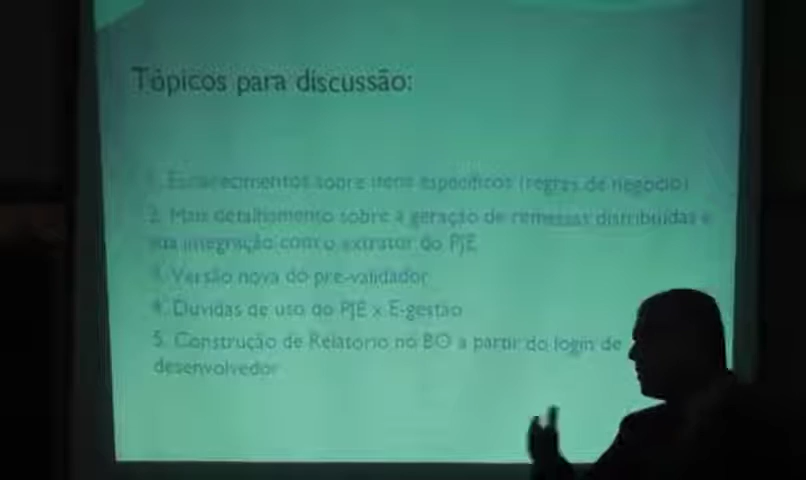 Tópicos para discussão:
1. Esclarecimentos sobre itens específicos (regras de negócio)
2. Mais detalhamento sobre a geração de remessas distribuídas e
sua integração com o extrator do PJE
3. Versão nova do pre-validador
4. Duvidas de uso do PJE x E-gestão
5. Construção de Relatório no BO a partir do login de
desenvolvedor